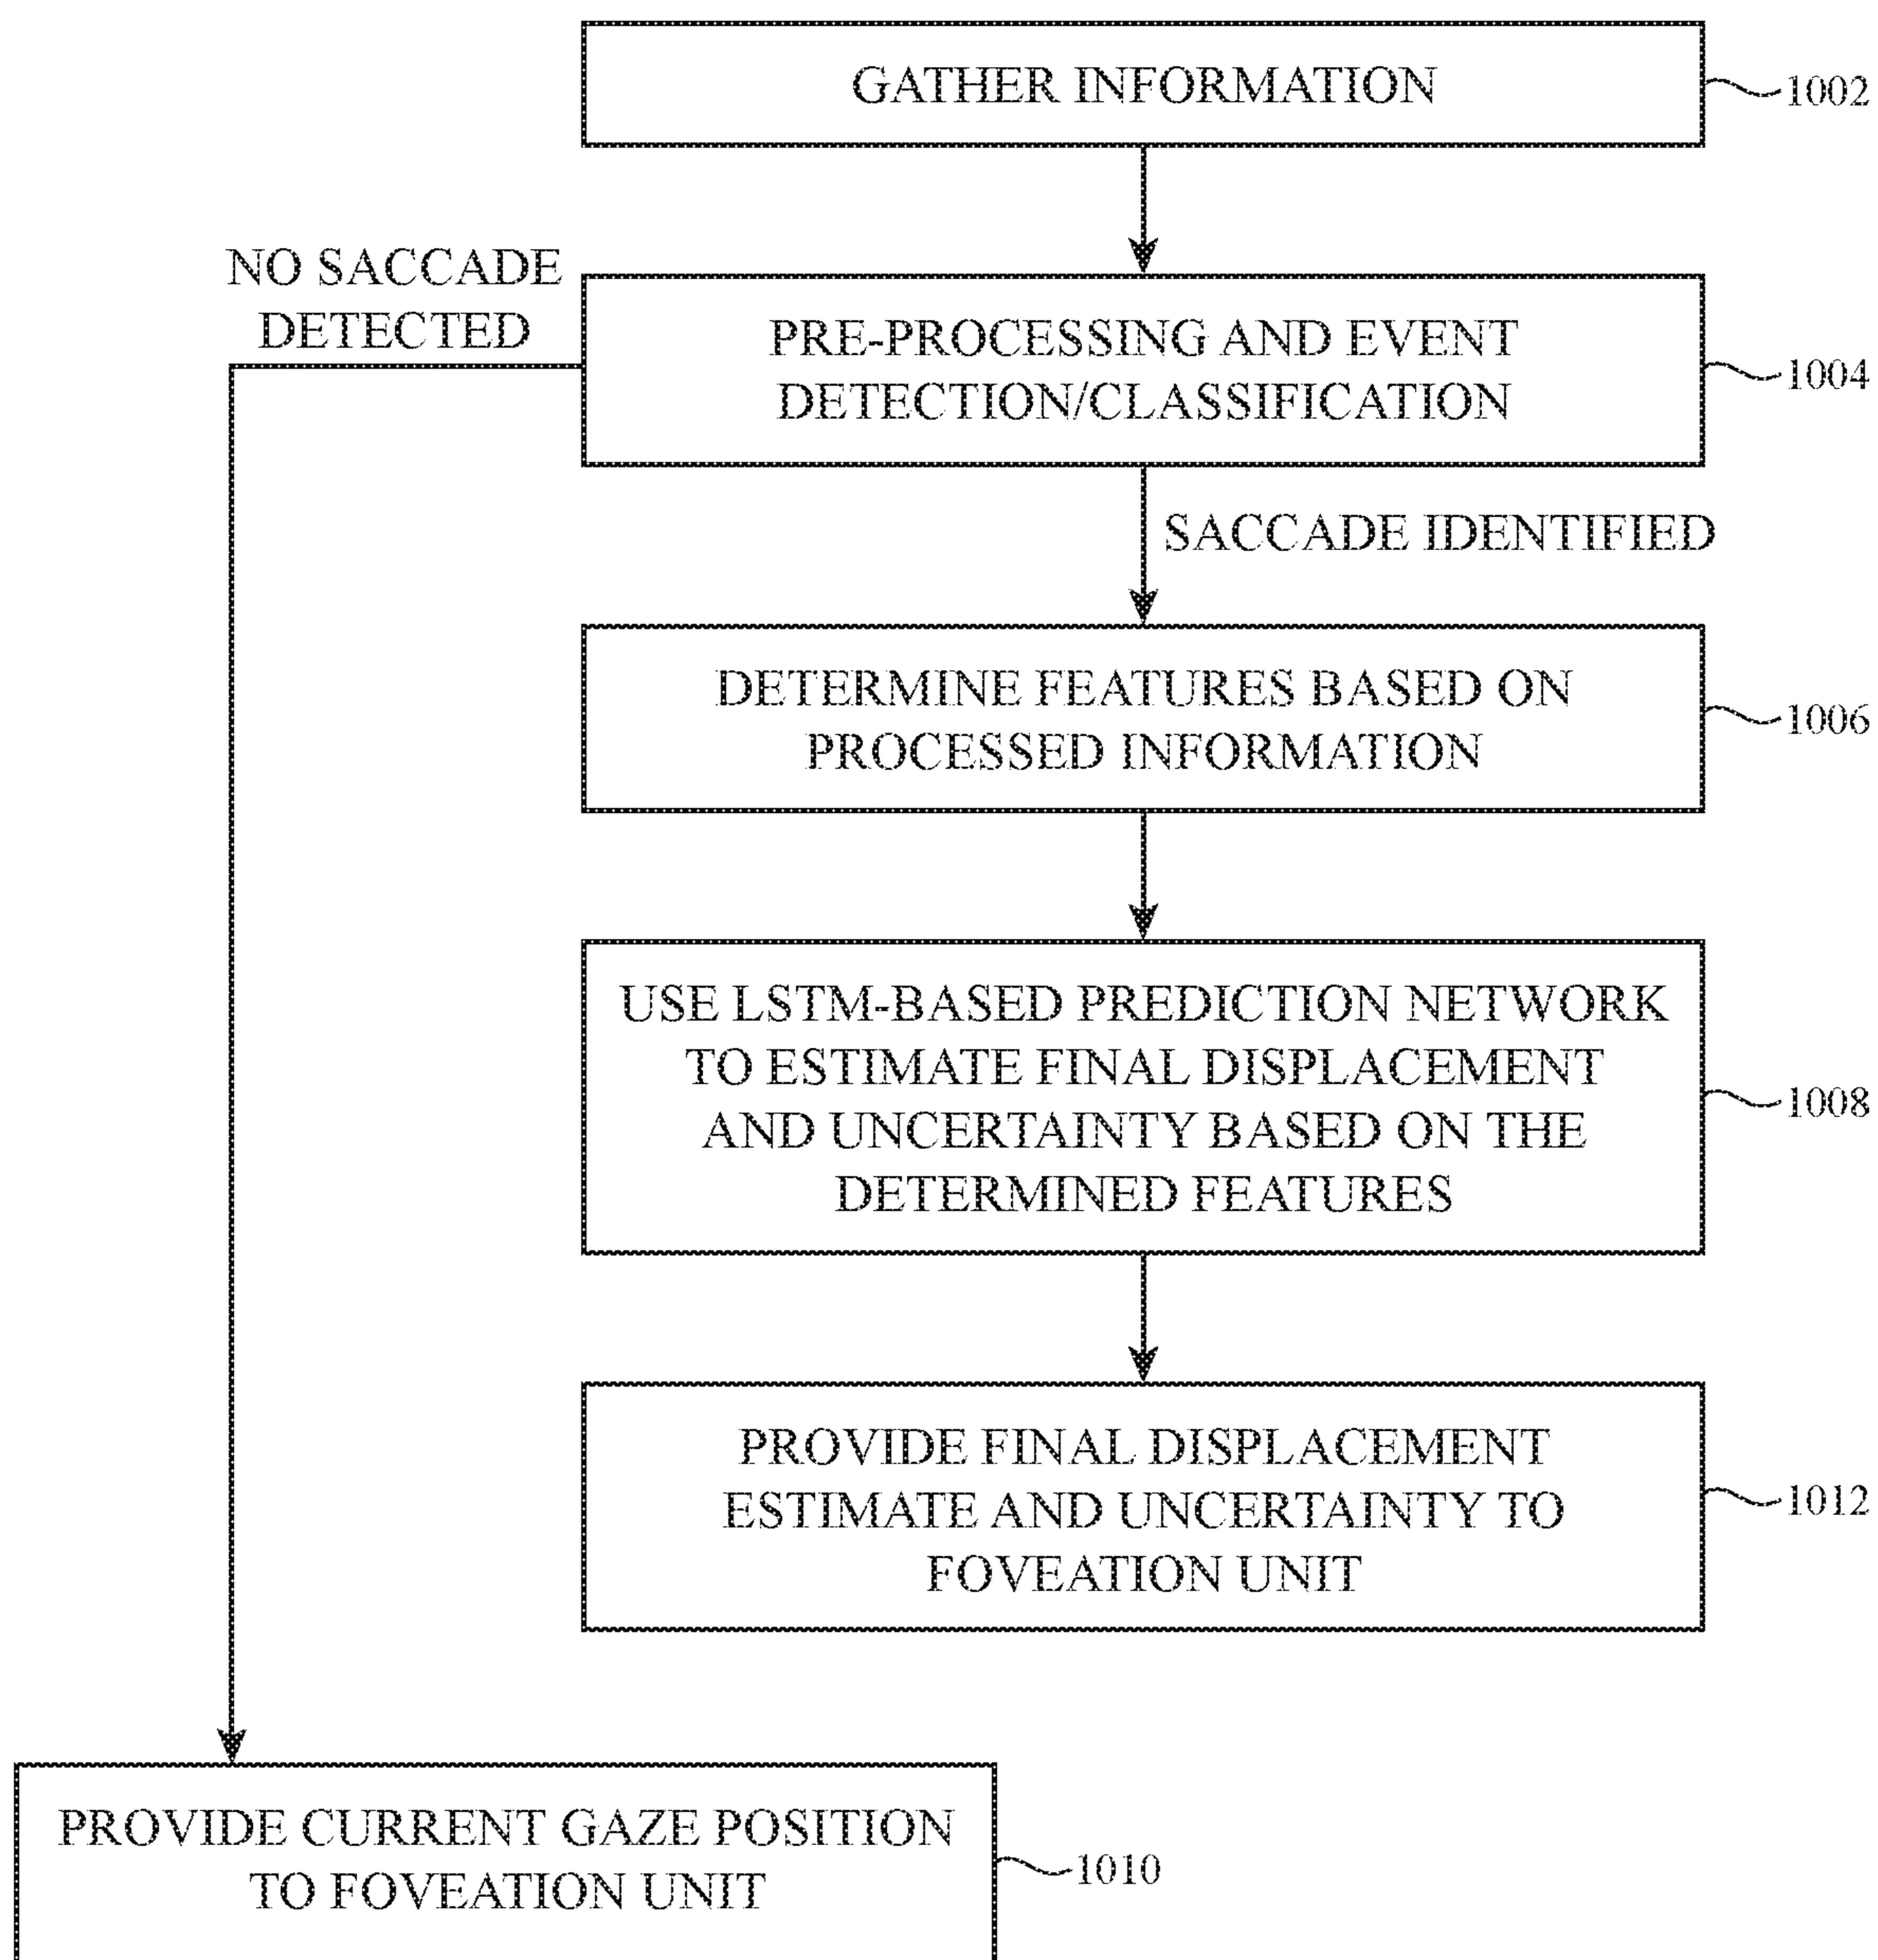 GATHER INFORMATION
1002
NO SACCADE
DETECTED
PRE-PROCESSING AND EVENT
DETECTION/CLASSIFICATION
1004
SACCADE IDENTIFIED
DETERMINE FEATURES BASED ON
PROCESSED INFORMATION
1006
USE LSTM-BASED PREDICTION NETWORK
TO ESTIMATE FINAL DISPLACEMENT
AND UNCERTAINTY BASED ON THE
DETERMINED FEATURES
1008
PROVIDE FINAL DISPLACEMENT
ESTIMATE AND UNCERTAINTY TO
FOVEATION UNIT
1012
PROVIDE CURRENT GAZE POSITION
TO FOVEATION UNIT
1010